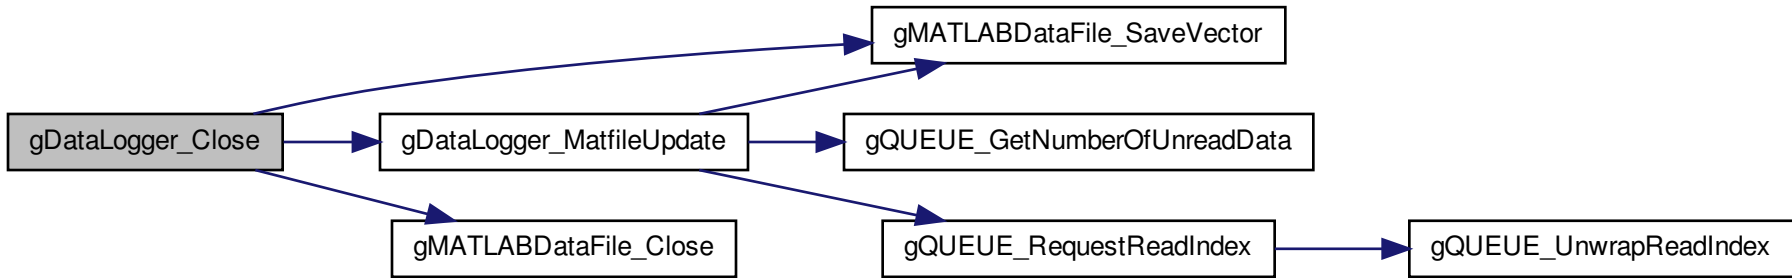 gMATLABDataFile_SaveVector
gDataLogger_Close
gDataLogger_MatfileUpdate
gQUEUE_GetNumberOfUnreadData
gMATLABDataFile_Close
gQUEUE_RequestReadIndex
gQUEUE_UnwrapReadIndex